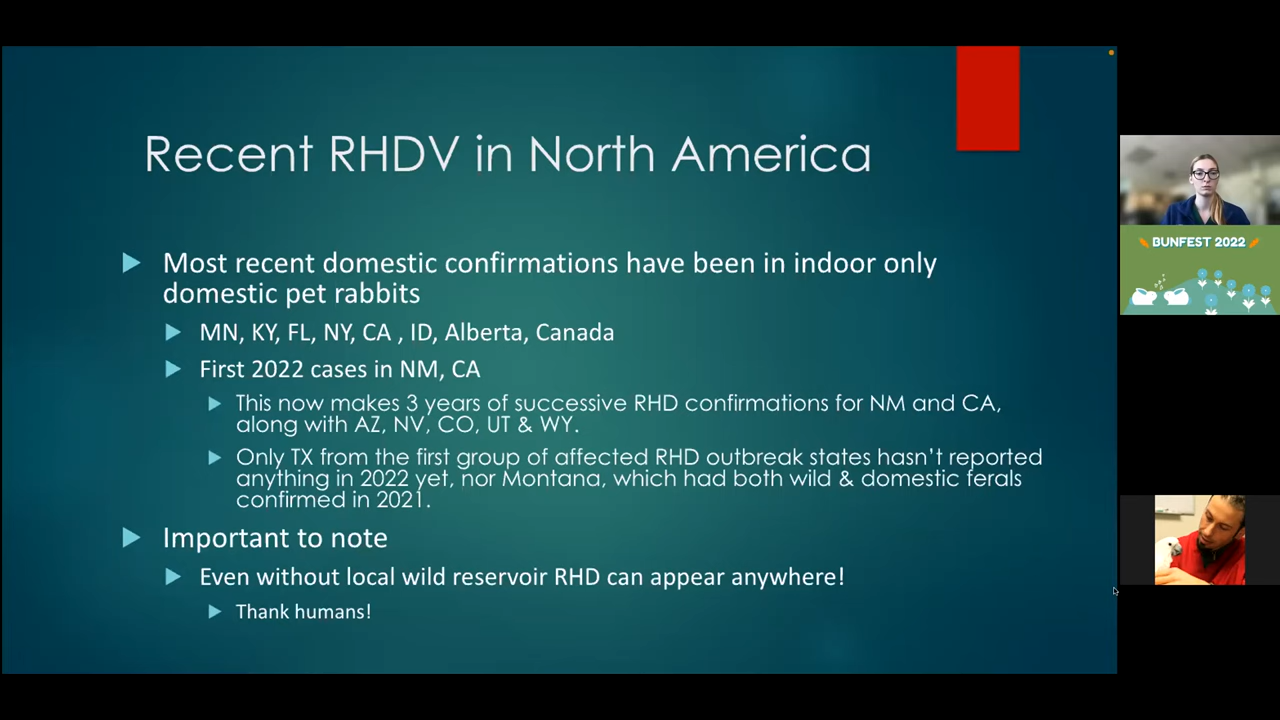 Recent RHDV in North America
Most recent domestic confirmations have been in indoor only
domestic pet rabbits
MN, KY, FL, NY, CA , ID, Alberta, Canada
First 2022 cases in NM, CA
This now makes 3 years of successive RHD confirmations for NM and CA,
along with AZ, NV, CO, UT & WY.
Only TX from the first group of affected RHD outbreak states hasn't reported
anything in 2022 yet, nor Montana, which had both wild & domestic ferals
confirmed in 2021.
Important to note
Even without local wild reservoir RHD can appear anywhere!
Thank humans!
BUNFEST 2022